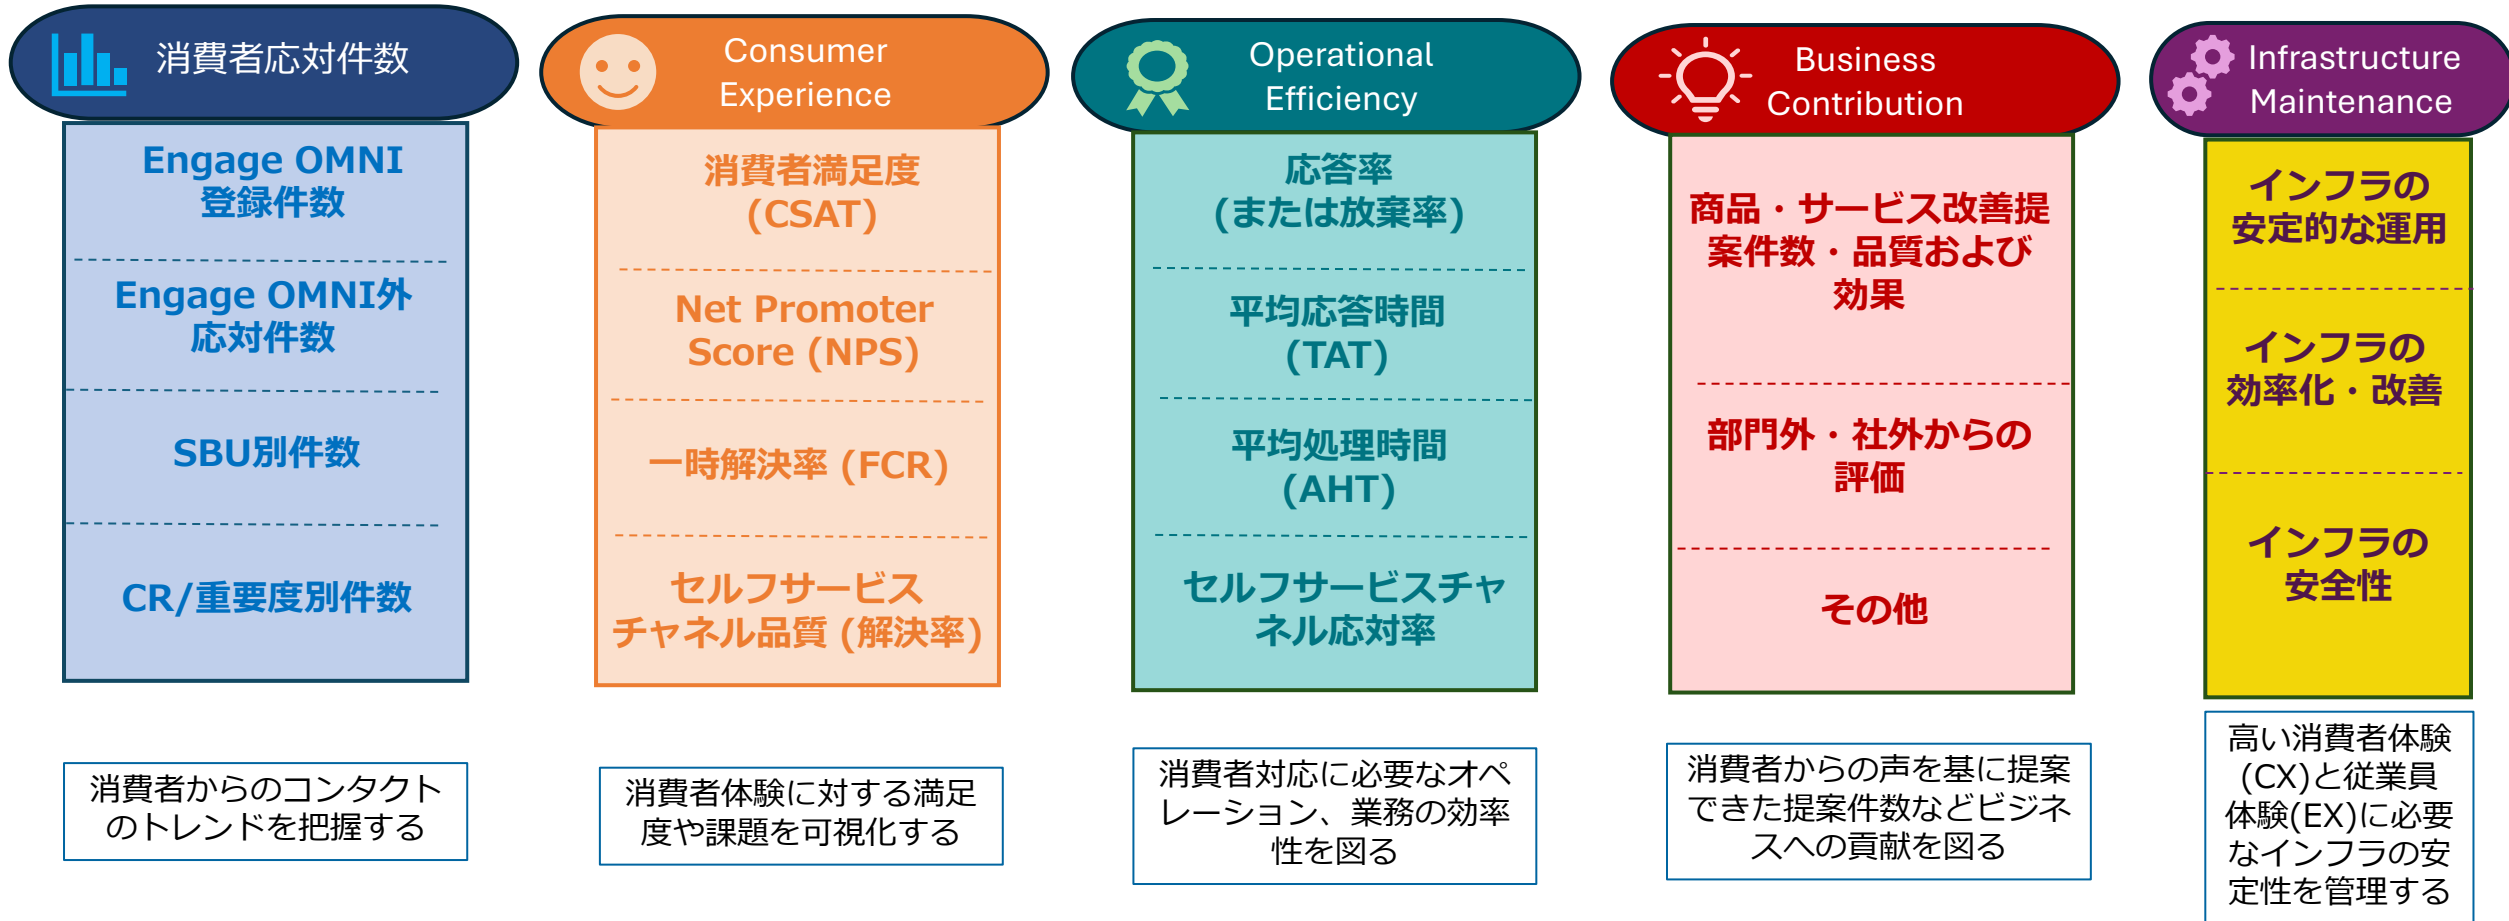 消費者応対件数
Engage OMNI
登録件数
Engage OMNI外
応対件数
SBU別件数
CR/重要度別件数
消費者からのコンタクト
のトレンドを把握する
Consumer
Experience
消費者満足度
(CSAT)
Net Promoter
Score (NPS)
一時解決率 (FCR)
セルフサービス
チャネル品質 (解決率)
消費者体験に対する満足
度や課題を可視化する
Operational
Efficiency
応答率
(または放棄率)
平均応答時間
(TAT)
平均処理時間
(AHT)
セルフサービスチャ
ネル応対率
消費者対応に必要なオペ
レーション、業務の効率
性を図る
Business
Contribution
商品・サービス改善提
案件数・品質および
効果
部門外・社外からの
評価
その他
消費者からの声を基に提案
できた提案件数などビジネ
スへの貢献を図る
Infrastructure
Maintenance
インフラの
安定的な運用
インフラの
効率化・改善
インフラの
安全性
高い消費者体験
(CX)と従業員
体験(EX)に必要
なインフラの安
定性を管理する